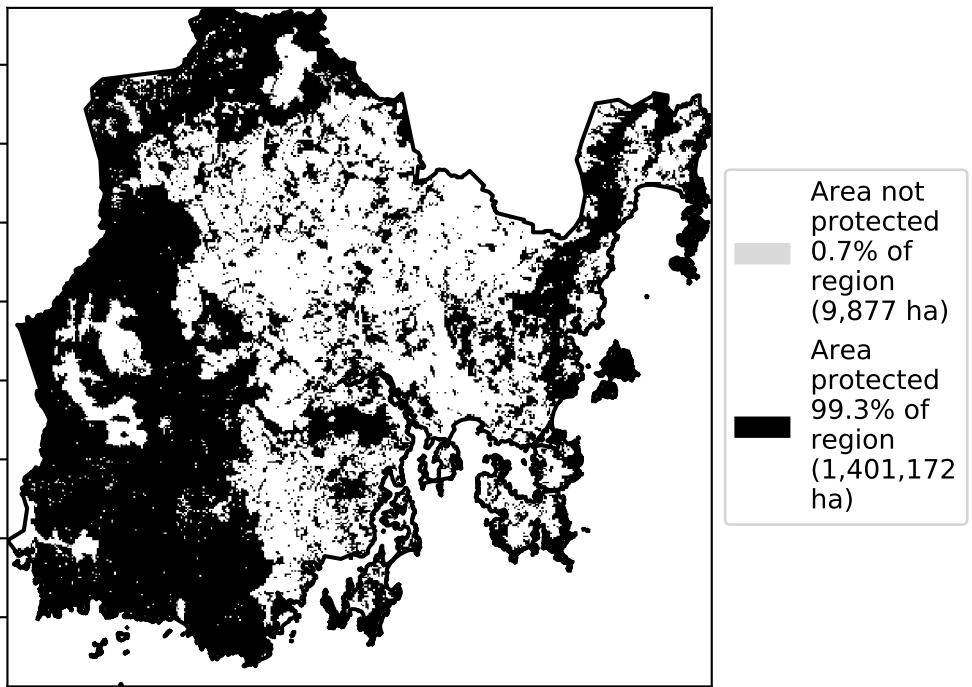 Area not
protected
0.7% of
region
(9,877 ha)
Area
protected
99.3% of
region
(1,401,172
ha)